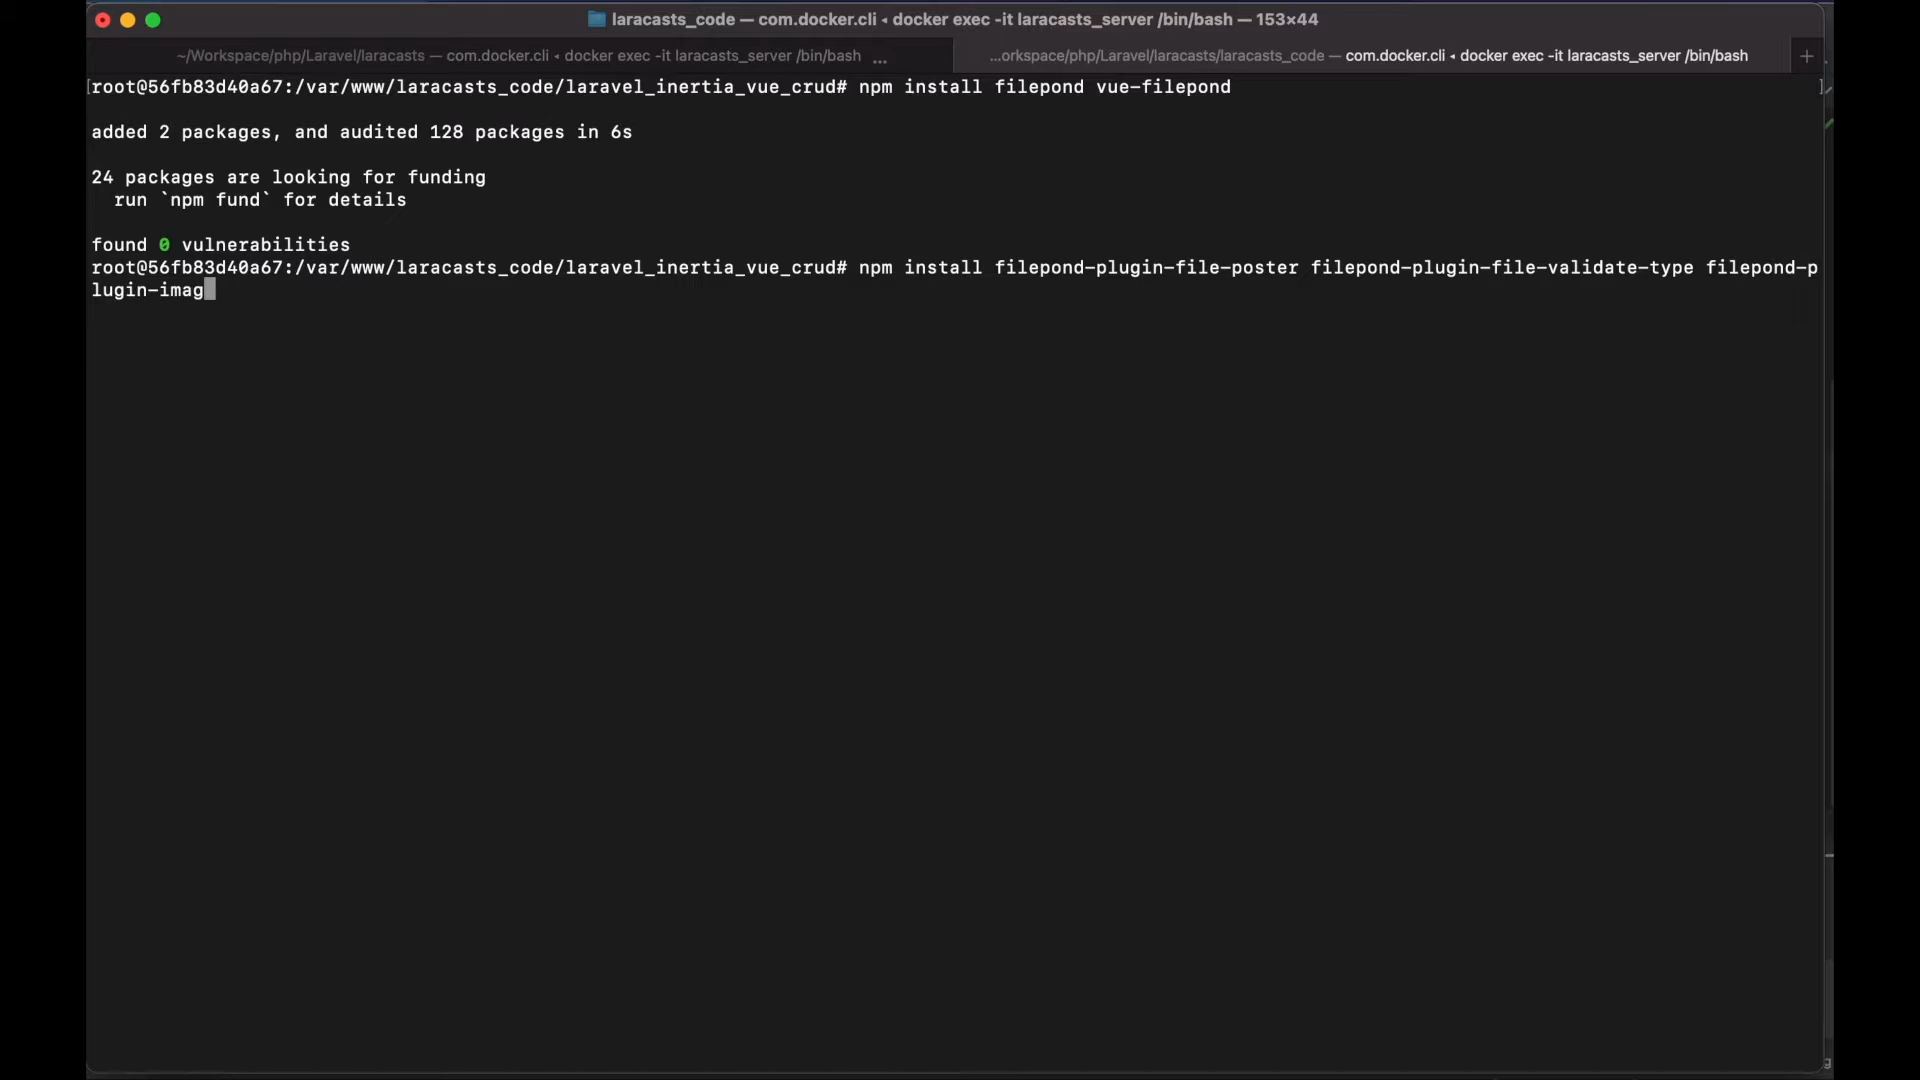 laracasts_code — com.docker.cli ◂ docker exec -it laracasts_server /bin/bash — 153×44
~/Workspace/php/Laravel/laracasts — com.docker.cli ◂ docker exec -it laracasts_server /bin/bash ...
...orkspace/php/Laravel/laracasts/laracasts_code — com.docker.cli ◂ docker exec -it laracasts_server /bin/bash +
[root@56fb83d40a67:/var/www/laracasts_code/laravel_inertia_vue_crud# npm install filepond vue-filepond ]
added 2 packages, and audited 128 packages in 6s
24 packages are looking for funding
run `npm fund` for details
found 0 vulnerabilities
root@56fb83d40a67:/var/www/laracasts_code/laravel_inertia_vue_crud# npm install filepond-plugin-file-poster filepond-plugin-file-validate-type filepond-p
lugin-imag
g